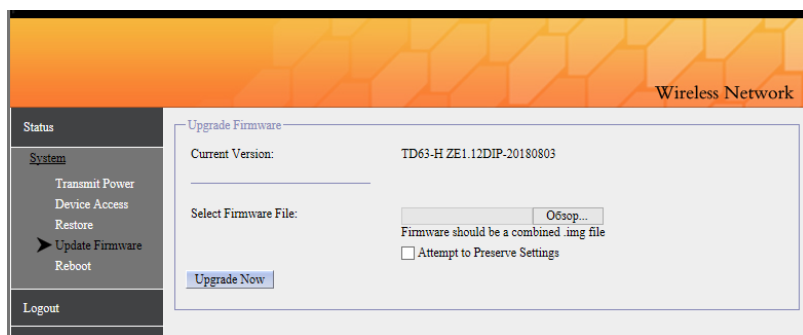 Wireless Network
Status
System
Transmit Power
Device Access
Restore
Update Firmware
Reboot
Logout
Upgrade Firmware
Current Version: TD63-H ZE1.12DIP-20180803
Select Firmware File: Обзор...
Firmware should be a combined .img file
Attempt to Preserve Settings
Upgrade Now